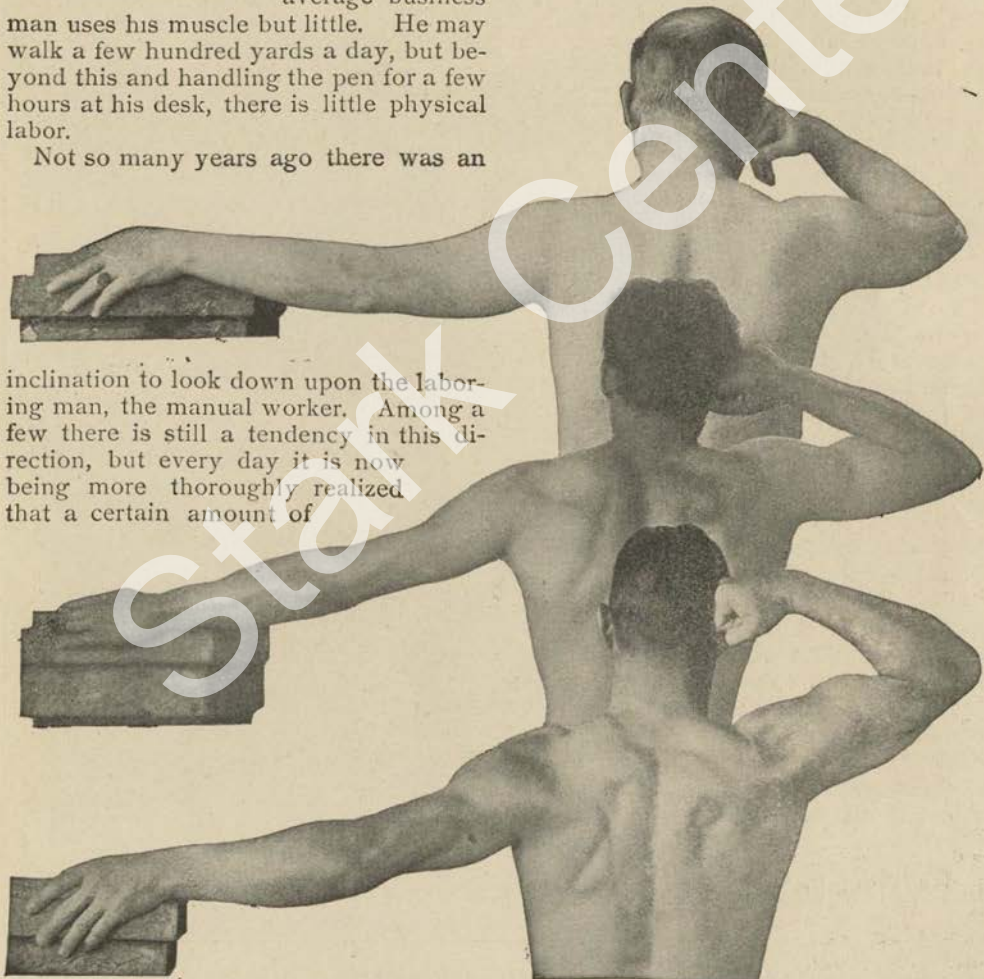 average business
man uses his muscle but little. He may
walk a few hundred yards a day, but be-
yond this and handling the pen for a few
hours at his desk, there is little physical
labor.
Not so many years ago there was an
inclination to look down upon the labor-
ing man, the manual worker. Among a
few there is still a tendency in this di-
rection, but every day it is now
being more thoroughly realized
that a certain amount of
Stark Cente